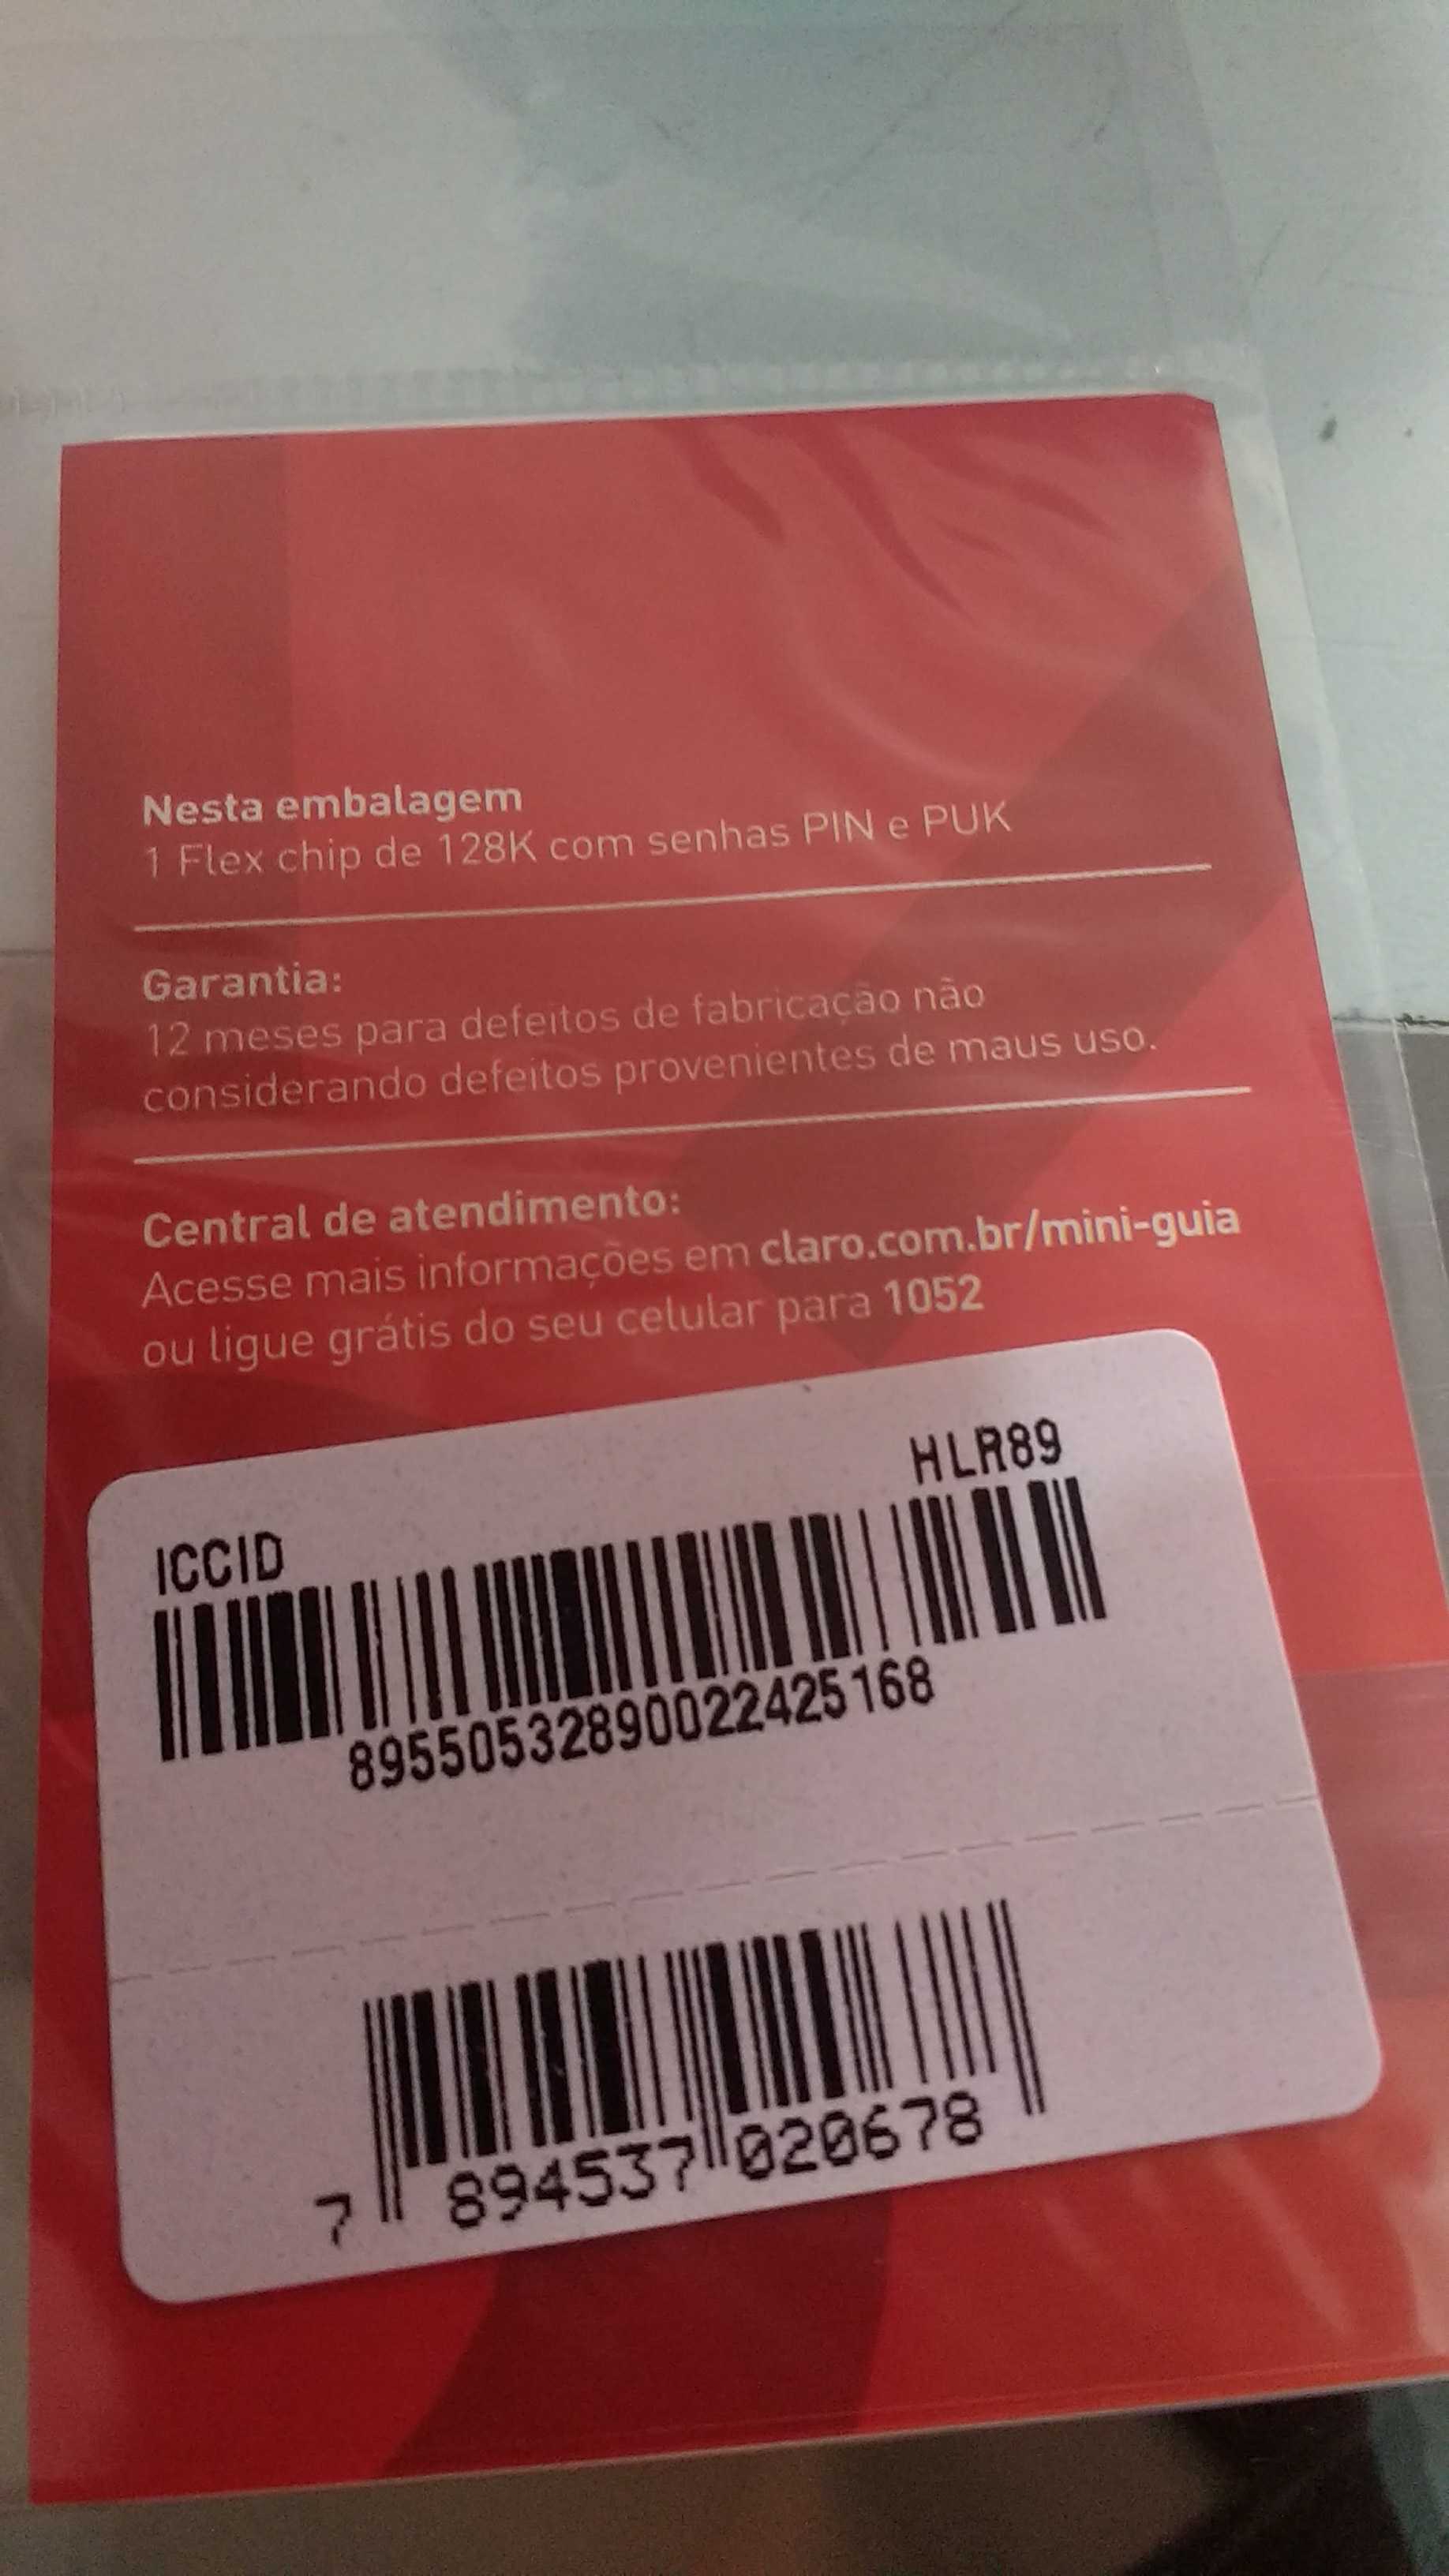 Nesta embalagem
1 Flex chip de 128K com senhas PIN e PUK
Garantia:
12 meses para defeitos de fabricação não
considerando defeitos provenientes de maus uso.
Central de atendimento:
Acesse mais informações em claro.com.br/mini-guia
ou ligue grátis do seu celular para 1052
ICCID HLR89
89550532890022425168
7 894537 020678